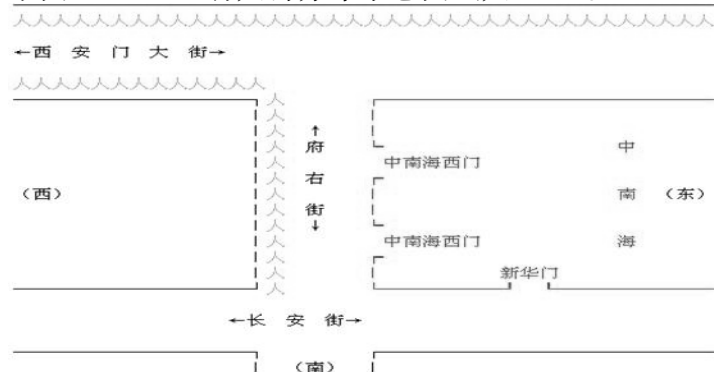 ←西 安 门 大 街→
↑府右街↓
中南海西门
中南海
（西）
（东）
中南海西门
新华门
←长 安 街→
（南）